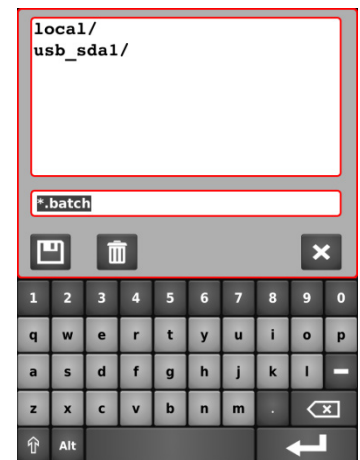 local/
usb_sda1/
*.batch
1 2 3 4 5 6 7 8 9 0
q w e r t y u i o p
a s d f g h j k l -
z x c v b n m .
Alt